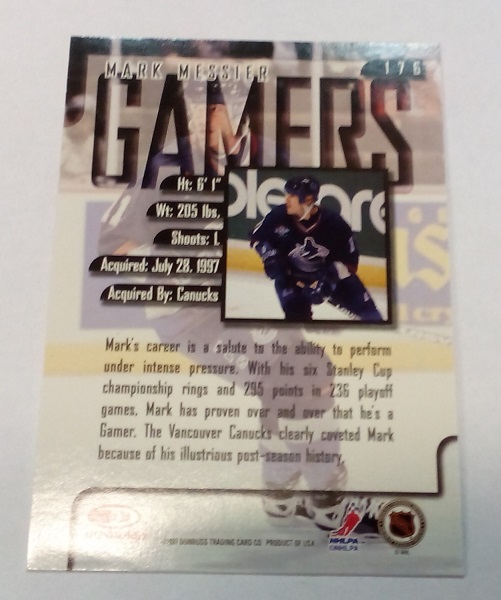 MARK MESSIER
176
GAMERS
Ht: 6' 1"
Wt: 205 lbs.
Shoots: L
Acquired: July 28, 1997
Acquired By: Canucks
Mark's career is a salute to the ability to perform
under intense pressure. With his six Stanley Cup
championship rings and 295 points in 236 playoff
games, Mark has proven over and over that he's a
Gamer. The Vancouver Canucks clearly coveted Mark
because of his illustrious post-season history.
©1997 DONRUSS TRADING CARD CO. PRODUCT OF U.S.A.
NHLPA